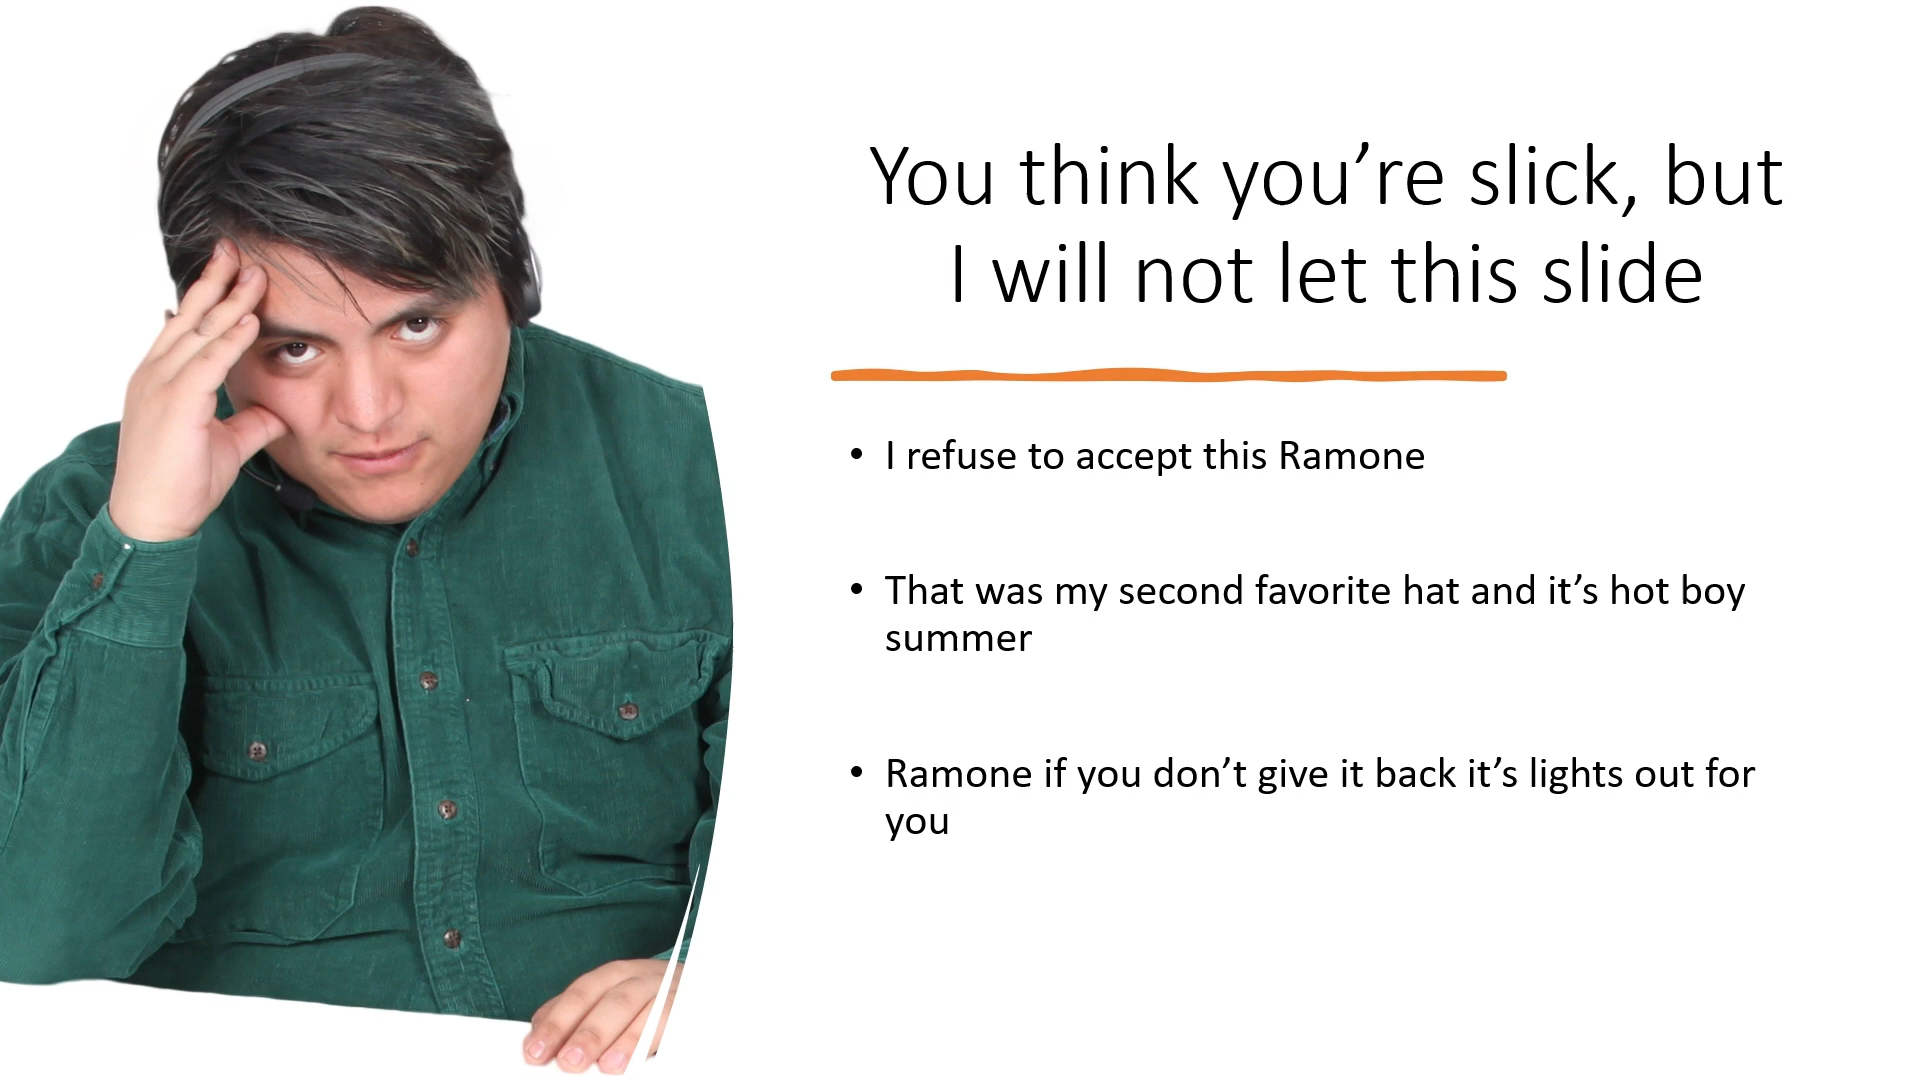 You think you’re slick, but
I will not let this slide
• I refuse to accept this Ramone
• That was my second favorite hat and it’s hot boy
summer
• Ramone if you don’t give it back it’s lights out for
you